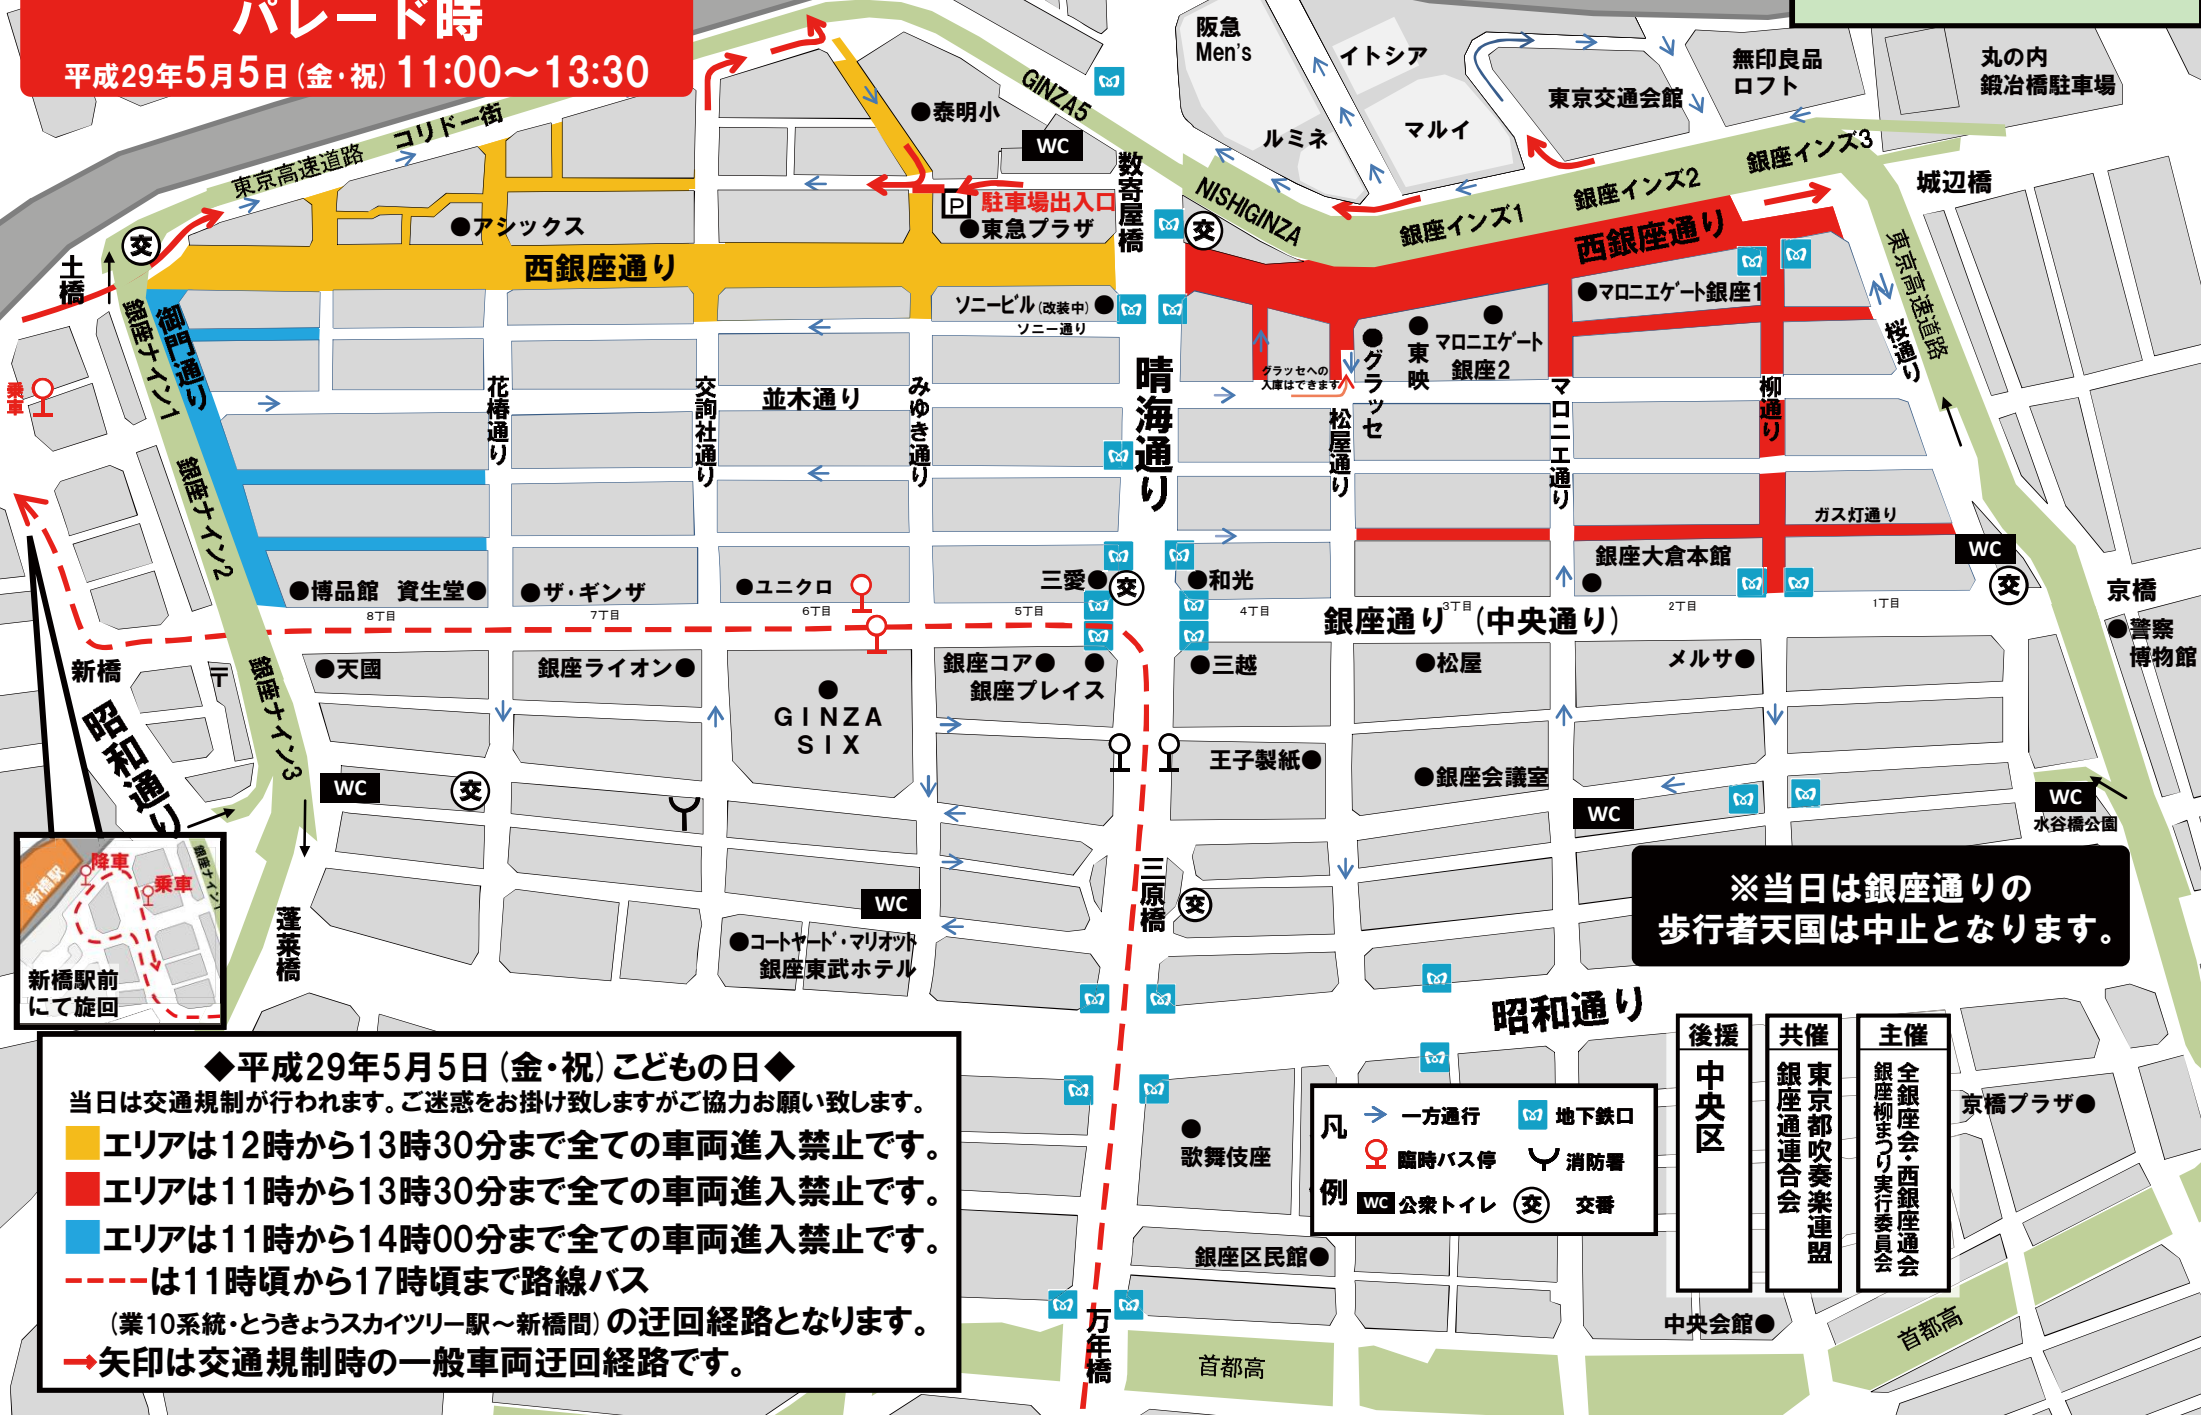 パレード時
平成29年5月5日(金・祝)11:00～13:30
阪急
Men's
イトシア
ルミネ
マルイ
東京交通会館
無印良品
ロフト
丸の内
鍛冶橋駐車場
コリドー街
東京高速道路
GINZA5
NISHIGINZA
泰明小
WC
数寄屋橋
P
駐車場出入口
東急プラザ
アシックス
交
交
銀座インズ1
銀座インズ2
銀座インズ3
城辺橋
東京高速道路
桜通り
土橋
西銀座通り
西銀座通り
銀座ナイン1
御門通り
ソニービル(改装中)
ソニー通り
マロニエゲート銀座1
グラッセ
東映
マロニエゲート
銀座2
グラッセへの
入庫はできます
乗車
花椿通り
交詢社通り
並木通り
みゆき通り
晴海通り
松屋通り
マロニエ通り
柳通り
銀座ナイン2
ガス灯通り
博品館
資生堂
ザ・ギンザ
ユニクロ
三愛
交
和光
銀座大倉本館
WC
交
京橋
8丁目
7丁目
6丁目
5丁目
4丁目
3丁目
2丁目
1丁目
銀座通り(中央通り)
警察
博物館
新橋
〒
銀座ナイン3
天國
銀座ライオン
GINZA
SIX
銀座コア
銀座プレイス
三越
松屋
メルサ
昭和通り
WC
交
王子製紙
銀座会議室
WC
WC
水谷橋公園
新橋駅
降車
乗車
銀座ナイン1
新橋駅前
にて旋回
蓬莱橋
WC
三原橋
交
コートヤード・マリオット
銀座東武ホテル
※当日は銀座通りの
歩行者天国は中止となります。
昭和通り
◆平成29年5月5日(金・祝)こどもの日◆
当日は交通規制が行われます。ご迷惑をお掛け致しますがご協力お願い致します。
エリアは12時から13時30分まで全ての車両進入禁止です。
エリアは11時から13時30分まで全ての車両進入禁止です。
エリアは11時から14時00分まで全ての車両進入禁止です。
は11時頃から17時頃まで路線バス
(業10系統・とうきょうスカイツリー駅～新橋間)の迂回経路となります。
矢印は交通規制時の一般車両迂回経路です。
歌舞伎座
銀座区民館
万年橋
首都高
凡例
一方通行
地下鉄口
臨時バス停
消防署
WC 公衆トイレ
交 交番
後援
中央区
共催
東京都吹奏楽連盟
銀座通連合会
主催
全銀座会・西銀座通会
銀座柳まつり実行委員会
京橋プラザ
中央会館
首都高